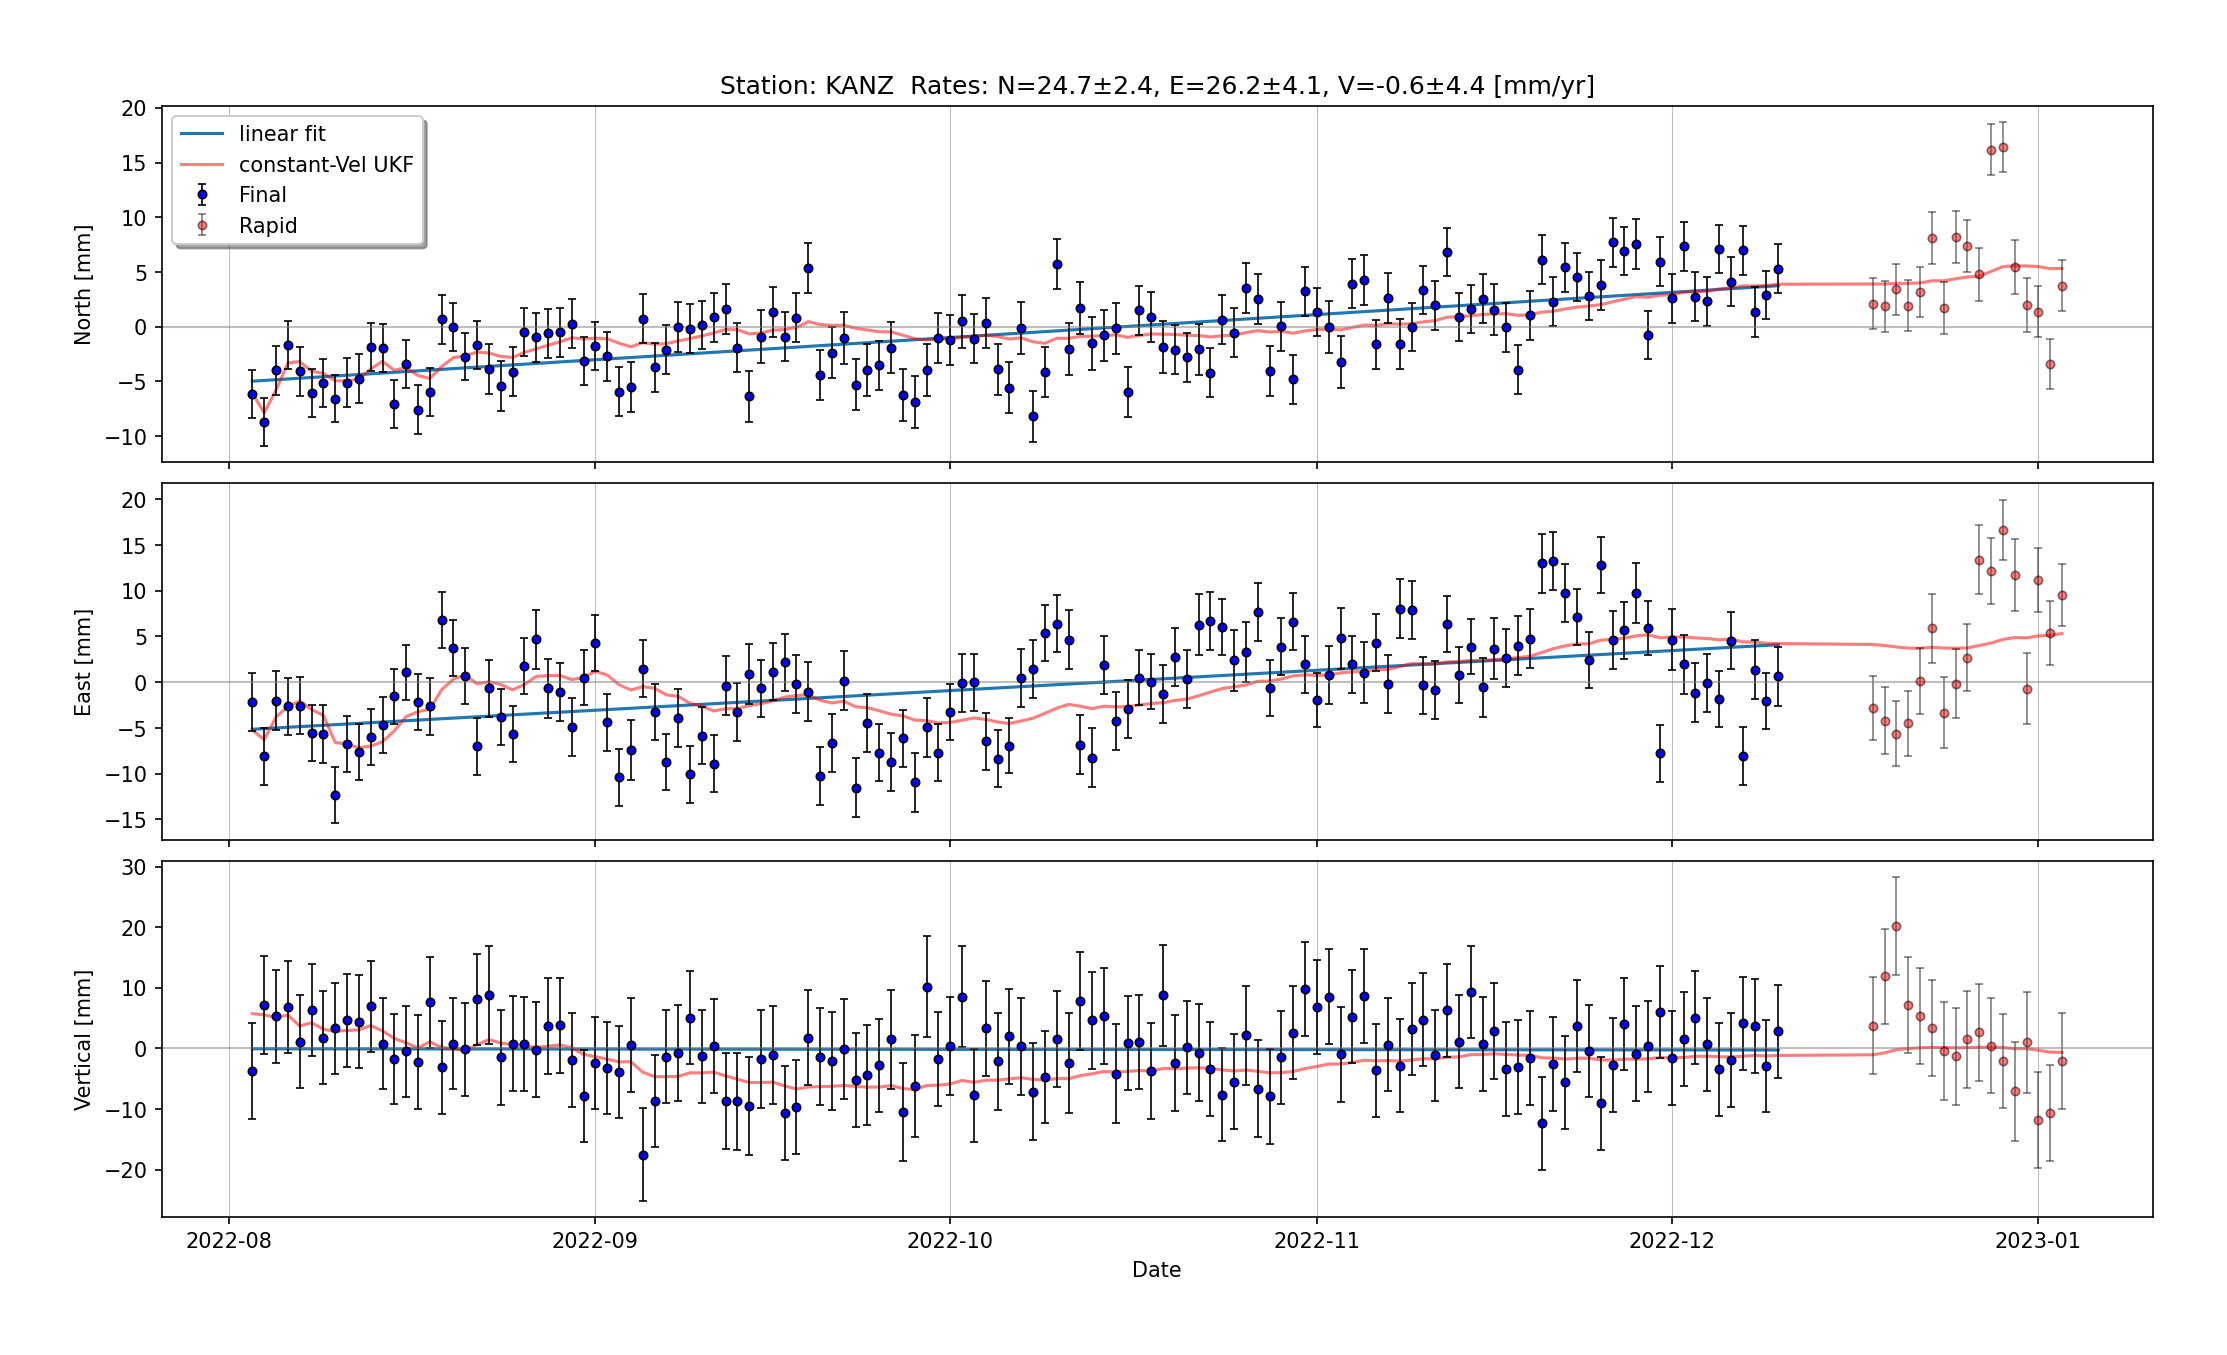 Station: KANZ  Rates: N=24.7±2.4, E=26.2±4.1, V=-0.6±4.4 [mm/yr]
linear fit
constant-Vel UKF
Final
Rapid
North [mm]
20
15
10
5
0
−5
−10
East [mm]
20
15
10
5
0
−5
−10
−15
Vertical [mm]
30
20
10
0
−10
−20
2022-08 2022-09 2022-10 2022-11 2022-12 2023-01
Date